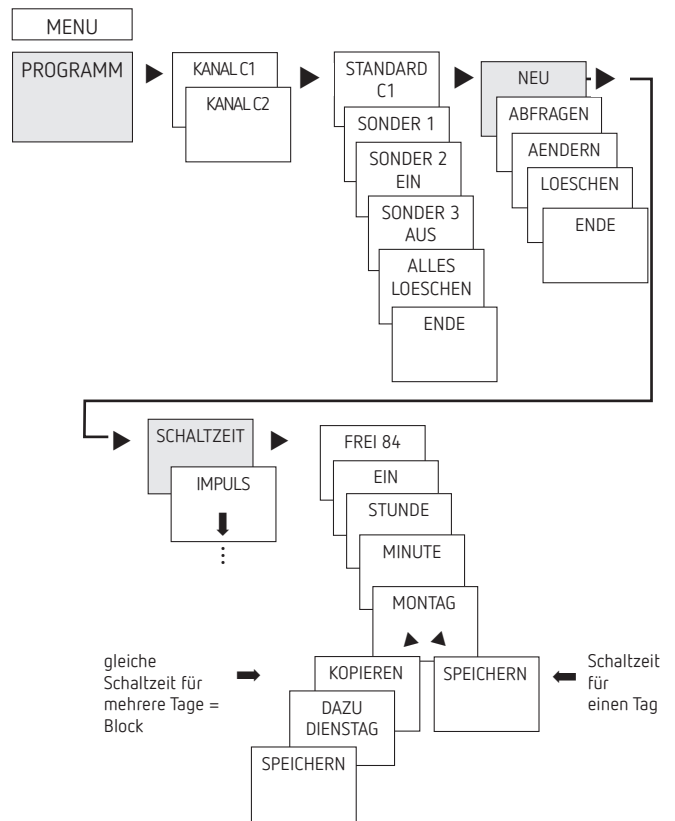 MENU
PROGRAMM
KANAL C1
KANAL C2
STANDARD
C1
SONDER 1
SONDER 2
EIN
SONDER 3
AUS
ALLES
LOESCHEN
ENDE
NEU
ABFRAGEN
AENDERN
LOESCHEN
ENDE
SCHALTZEIT
IMPULS
FREI 84
EIN
STUNDE
MINUTE
MONTAG
gleiche
Schaltzeit für
mehrere Tage =
Block
KOPIEREN
DAZU
DIENSTAG
SPEICHERN
SPEICHERN
Schaltzeit
für
einen Tag